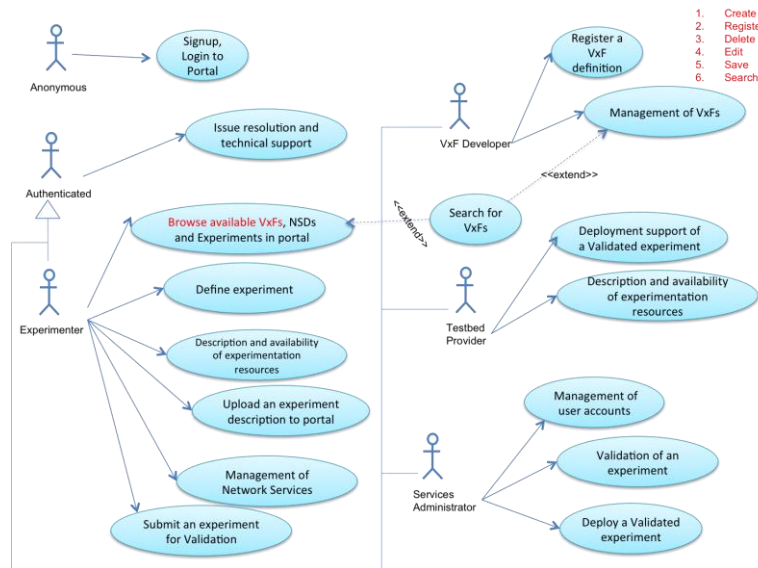 Signup,
Login to
Portal
Anonymous
Issue resolution and
technical support
Authenticated
Browse available VxFs, NSDs
and Experiments in portal
Define experiment
Experimenter
Description and availability
of experimentation
resources
Upload an experiment
description to portal
Management of
Network Services
Submit an experiment
for Validation
Register a
VxF
definition
1. Create
2. Registe
3. Delete
4. Edit
5. Save
6. Search
Management of VxFs
VxF Developer
<<extend>>
<<extend>>
Search for
VxFs
Deployment support of
a Validated experiment
Description and availability
of experimentation
resources
Testbed
Provider
Management of
user accounts
Validation of an
experiment
Services
Administrator
Deploy a Validated
experiment